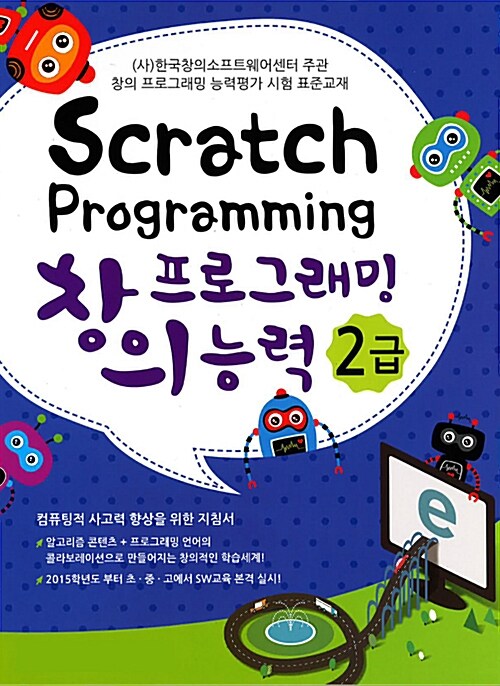 (사)한국창의소프트웨어센터 주관
창의 프로그래밍 능력평가 시험 표준교재
Scratch
Programming
창의 프로그래밍
능력 2급
컴퓨팅적 사고력 향상을 위한 지침서
알고리즘 콘텐츠 + 프로그래밍 언어의
콜라보레이션으로 만들어지는 창의적인 학습세계!
2015학년도 부터 초 · 중 · 고에서 SW교육 본격 실시!
e